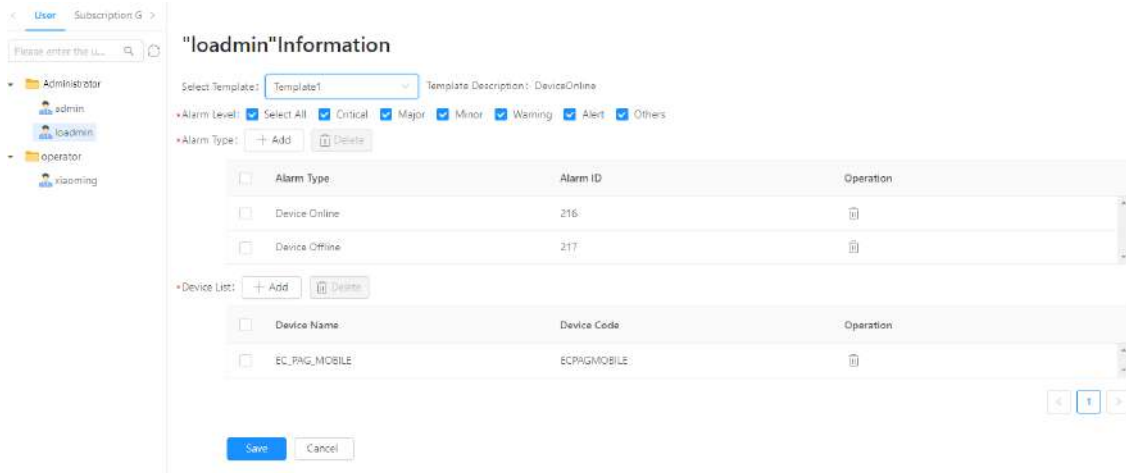 User Subscription G
Please enter the u...
Administrator
admin
loadmin
operator
xiaoming
"loadmin"Information
Select Template: Template1 Template Description: DeviceOnline
*Alarm Level: Select All Critical Major Minor Warning Alert Others
*Alarm Type: + Add Delete
Alarm Type Alarm ID Operation
Device Online 216
Device Offline 217
*Device List: + Add Delete
Device Name Device Code Operation
EC_PAG_MOBILE ECPAGMOBILE
< 1 >
Save Cancel